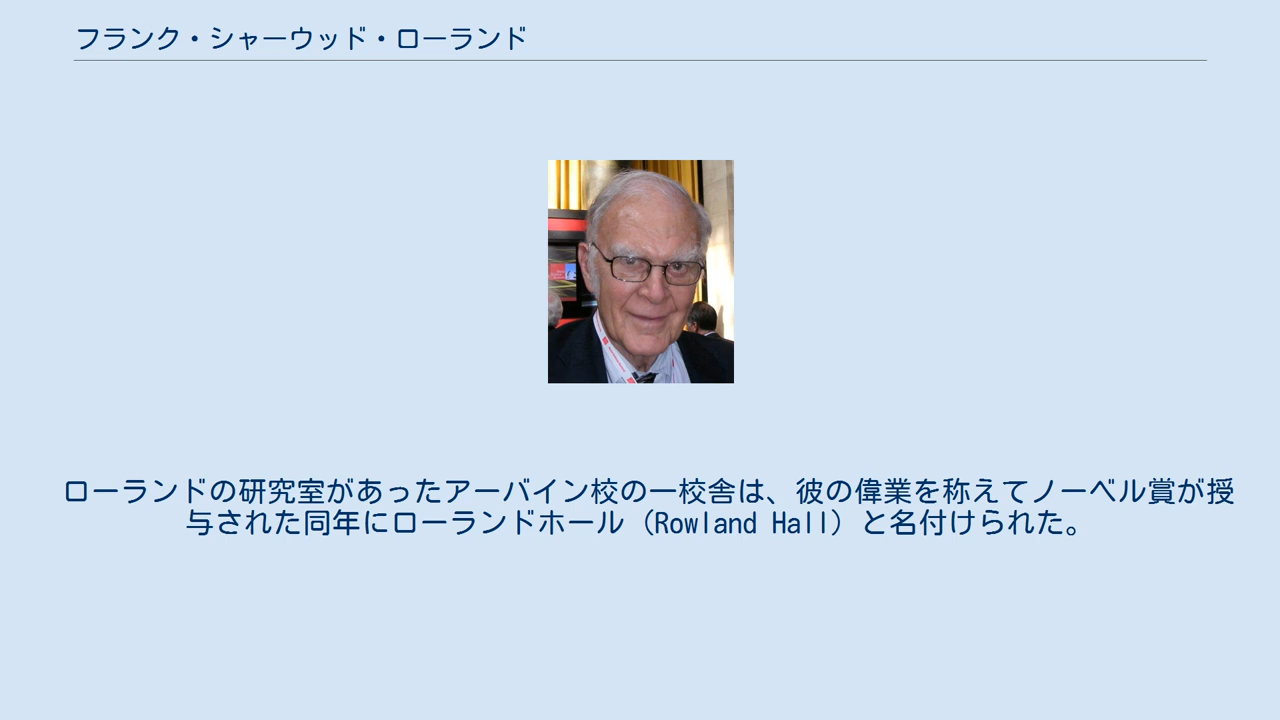 フランク・シャーウッド・ローランド
ローランドの研究室があったアーバイン校の一校舎は、彼の偉業を称えてノーベル賞が授
与された同年にローランドホール（Rowland Hall）と名付けられた。